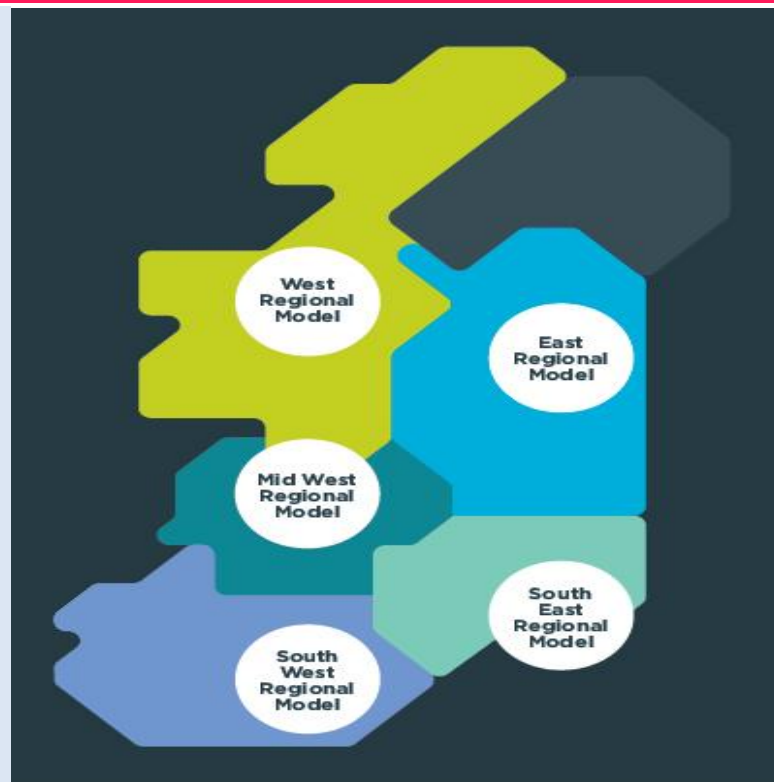 West
Regional
Model
East
Regional
Model
Mid West
Regional
Model
South
East
Regional
Model
South
West
Regional
Model